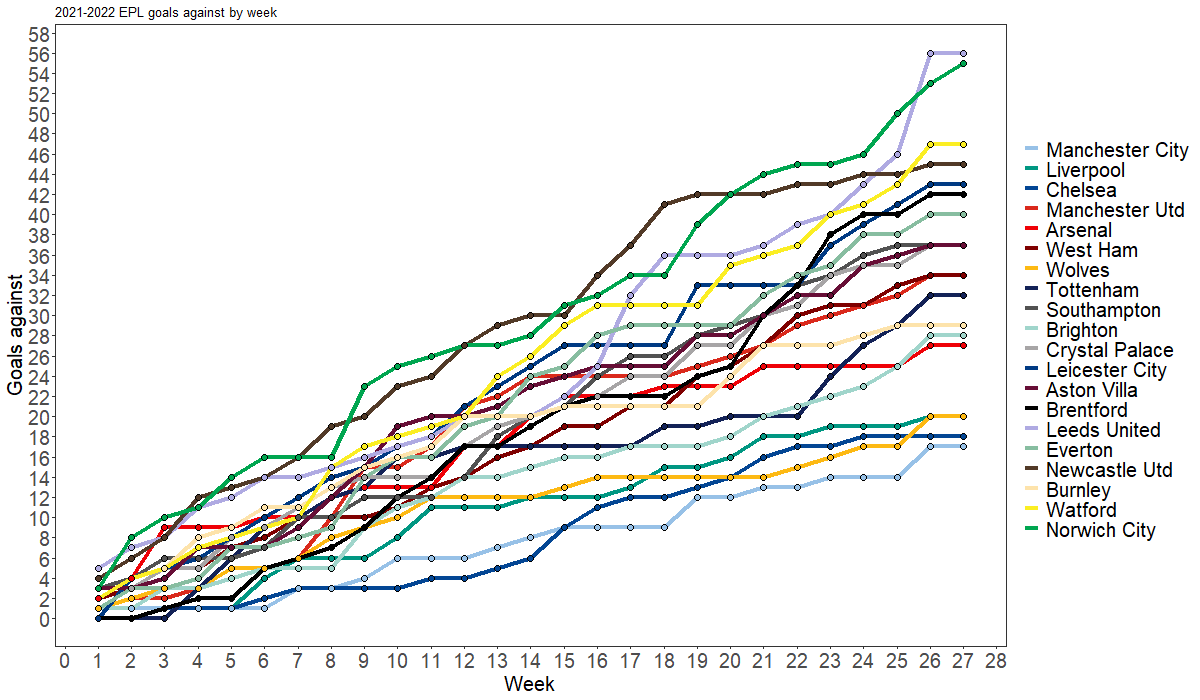 2021-2022 EPL goals against by week
58
56
54
52
50
48
46
44
42
40
38
36
34
32
30
28
26
24
22
20
18
16
14
12
10
8
6
4
2
0
Goals against
0 1 2 3 4 5 6 7 8 9 10 11 12 13 14 15 16 17 18 19 20 21 22 23 24 25 26 27 28
Week
Manchester City
Liverpool
Chelsea
Manchester Utd
Arsenal
West Ham
Wolves
Tottenham
Southampton
Brighton
Crystal Palace
Leicester City
Aston Villa
Brentford
Leeds United
Everton
Newcastle Utd
Burnley
Watford
Norwich City